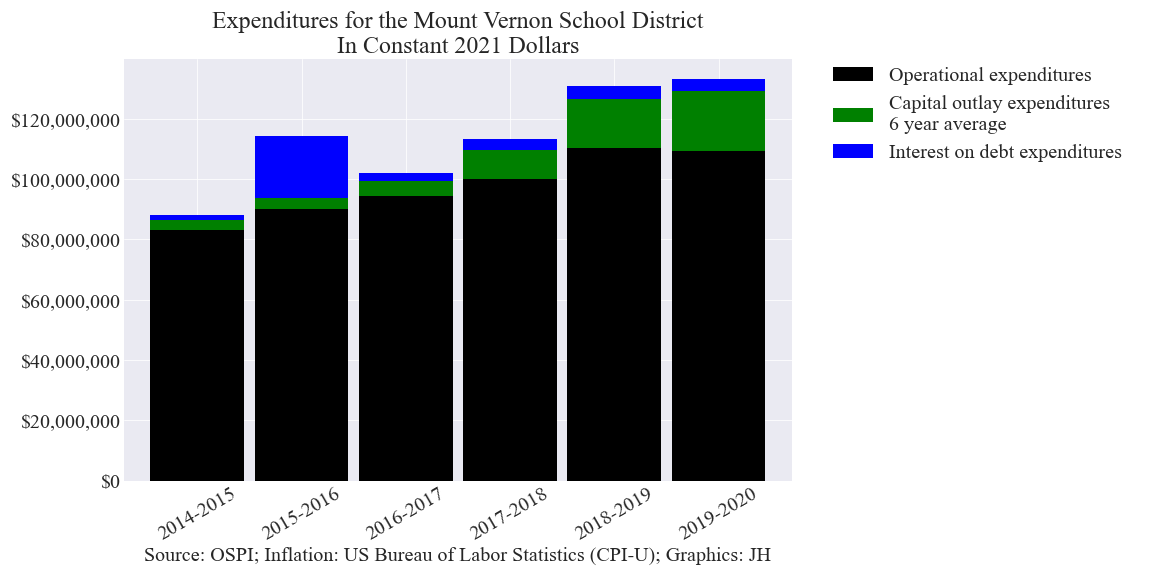 Expenditures for the Mount Vernon School District
In Constant 2021 Dollars
Operational expenditures
Capital outlay expenditures
6 year average
Interest on debt expenditures
$120,000,000
$100,000,000
$80,000,000
$60,000,000
$40,000,000
$20,000,000
$0
2014-2015
2015-2016
2016-2017
2017-2018
2018-2019
2019-2020
Source: OSPI; Inflation: US Bureau of Labor Statistics (CPI-U); Graphics: JH